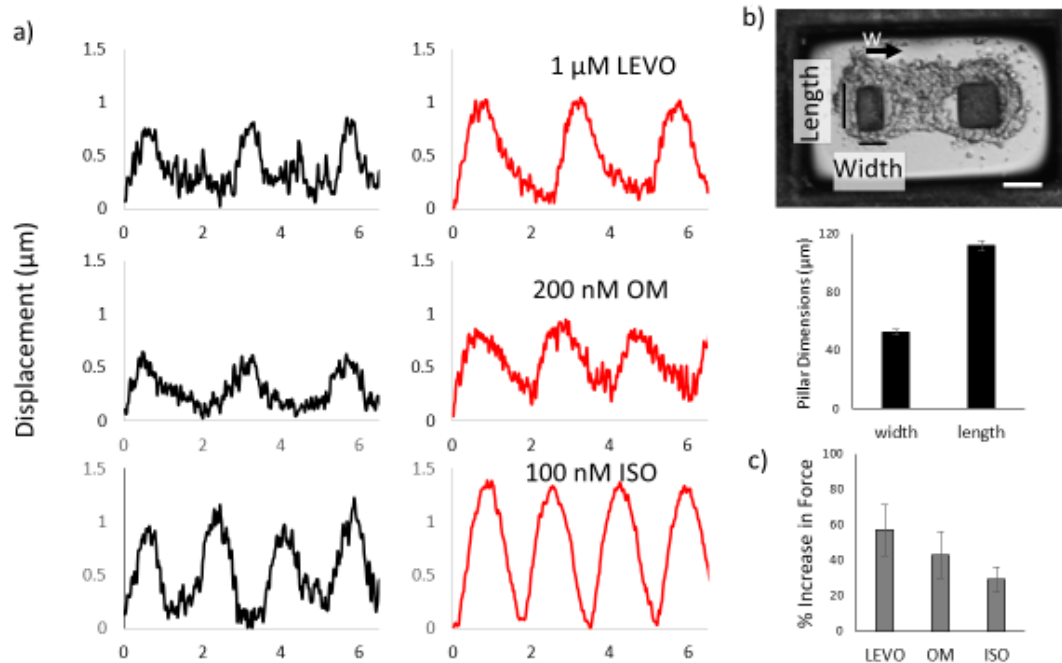 a)
Displacement (μm)
1.5
1
0.5
0
0 2 4 6
1 μM LEVO
1.5
1
0.5
0
0 2 4 6
1.5
1
0.5
0
0 2 4 6
200 nM OM
1.5
1
0.5
0
0 2 4 6
1.5
1
0.5
0
0 2 4 6
100 nM ISO
1.5
1
0.5
0
0 2 4 6
b)
w
Length
Width
Pillar Dimensions (μm)
120
80
40
0
width length
c)
% Increase in Force
100
80
60
40
20
0
LEVO OM ISO